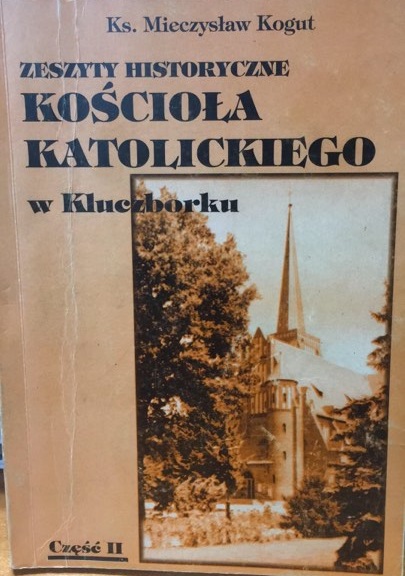 Ks. Mieczysław Kogut
ZESZYTY HISTORYCZNE
KOŚCIOŁA
KATOLICKIEGO
w Kluczborku
Część II